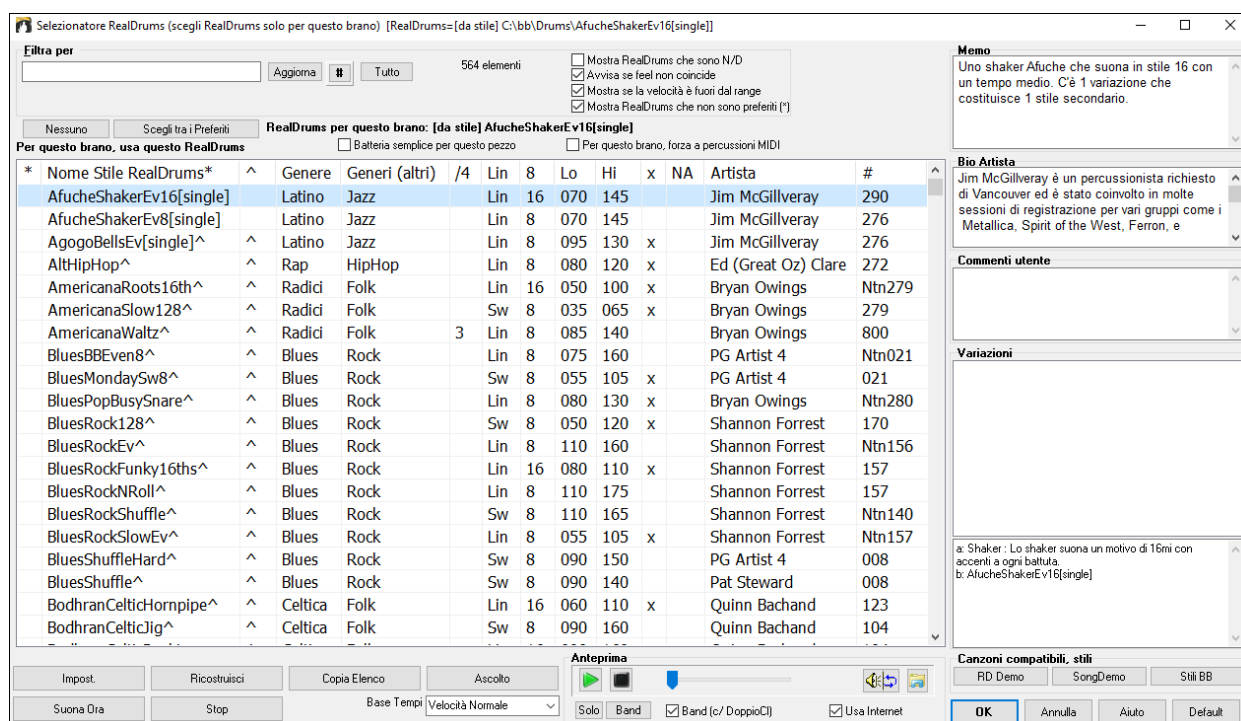 Selezionatore RealDrums (scegli RealDrums solo per questo brano) [RealDrums=[da stile] C:\bb\Drums\AfucheShakerEv16[single]]
Filtra per
Aggiorna # Tutto 564 elementi
Mostra RealDrums che sono N/D
Avvisa se feel non coincide
Mostra se la velocità è fuori dal range
Mostra RealDrums che non sono preferiti (*)
Nessuno Scegli tra i Preferiti RealDrums per questo brano: [da stile] AfucheShakerEv16[single]
Per questo brano, usa questo RealDrums Batteria semplice per questo pezzo Per questo brano, forza a percussioni MIDI
* Nome Stile RealDrums* ^ Genere Generi (altri) /4 Lin 8 Lo Hi x NA Artista #
AfucheShakerEv16[single] Latino Jazz Lin 16 070 145 Jim McGillveray 290
AfucheShakerEv8[single] Latino Jazz Lin 8 070 145 Jim McGillveray 276
AgogoBellsEv[single]^ ^ Latino Jazz Lin 8 095 130 x Jim McGillveray 276
AltHipHop^ ^ Rap HipHop Lin 8 080 120 x Ed (Great Oz) Clare 272
AmericanaRoots16th^ ^ Radici Folk Lin 16 050 100 x Bryan Owings Ntn279
AmericanaSlow128^ ^ Radici Folk Sw 8 035 065 x Bryan Owings 279
AmericanaWaltz^ ^ Radici Folk 3 Lin 8 085 140 Bryan Owings 800
BluesBBEven8^ ^ Blues Rock Lin 8 075 160 PG Artist 4 Ntn021
BluesMondaySw8^ ^ Blues Rock Sw 8 055 105 x PG Artist 4 021
BluesPopBusySnare^ ^ Blues Rock Lin 8 080 130 x Bryan Owings Ntn280
BluesRock128^ ^ Blues Rock Sw 8 050 120 x Shannon Forrest 170
BluesRockEv^ ^ Blues Rock Lin 8 110 160 Shannon Forrest Ntn156
BluesRockFunky16ths^ ^ Blues Rock Lin 16 080 110 x Shannon Forrest 157
BluesRockNRoll^ ^ Blues Rock Lin 8 110 175 Shannon Forrest 157
BluesRockShuffle^ ^ Blues Rock Sw 8 110 165 Shannon Forrest Ntn140
BluesRockSlowEv^ ^ Blues Rock Lin 8 055 105 x Shannon Forrest Ntn157
BluesShuffleHard^ ^ Blues Rock Sw 8 090 150 PG Artist 4 008
BluesShuffle^ ^ Blues Rock Sw 8 090 140 Pat Steward 008
BodhranCelticHornpipe^ ^ Celtica Folk Lin 16 060 110 x Quinn Bachand 123
BodhranCelticJig^ ^ Celtica Folk Sw 8 090 160 Quinn Bachand 104
Memo
Uno shaker Afuche che suona in stile 16 con
un tempo medio. C'è 1 variazione che
costituisce 1 stile secondario.
Bio Artista
Jim McGillveray è un percussionista richiesto
di Vancouver ed è stato coinvolto in molte
sessioni di registrazione per vari gruppi come i
Metallica, Spirit of the West, Ferron, e
Commenti utente
Variazioni
a: Shaker : Lo shaker suona un motivo di 16mi con
accenti a ogni battuta.
b: AfucheShakerEv16[single]
Impost. Ricostruisci Copia Elenco Ascolto
Suona Ora Stop Base Tempi Velocità Normale
Anteprima
Solo Band Band (c/ DoppioCl) Usa Internet
Canzoni compatibili, stili
RD Demo SongDemo Stili BB
OK Annulla Aiuto Default